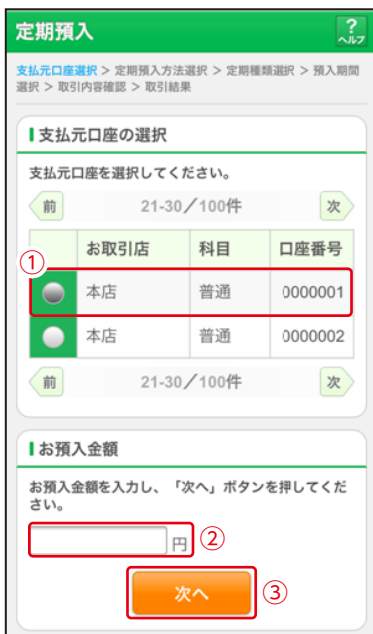 定期預入
?
ヘルプ
支払元口座選択 > 定期預入方法選択 > 定期種類選択 > 預入期間
選択 > 取引内容確認 > 取引結果
支払元口座の選択
支払元口座を選択してください。
前 21-30/100件 次
お取引店 科目 口座番号
①
本店 普通 0000001
本店 普通 0000002
前 21-30/100件 次
お預入金額
お預入金額を入力し、「次へ」ボタンを押してくだ
さい。
円 ②
次へ ③